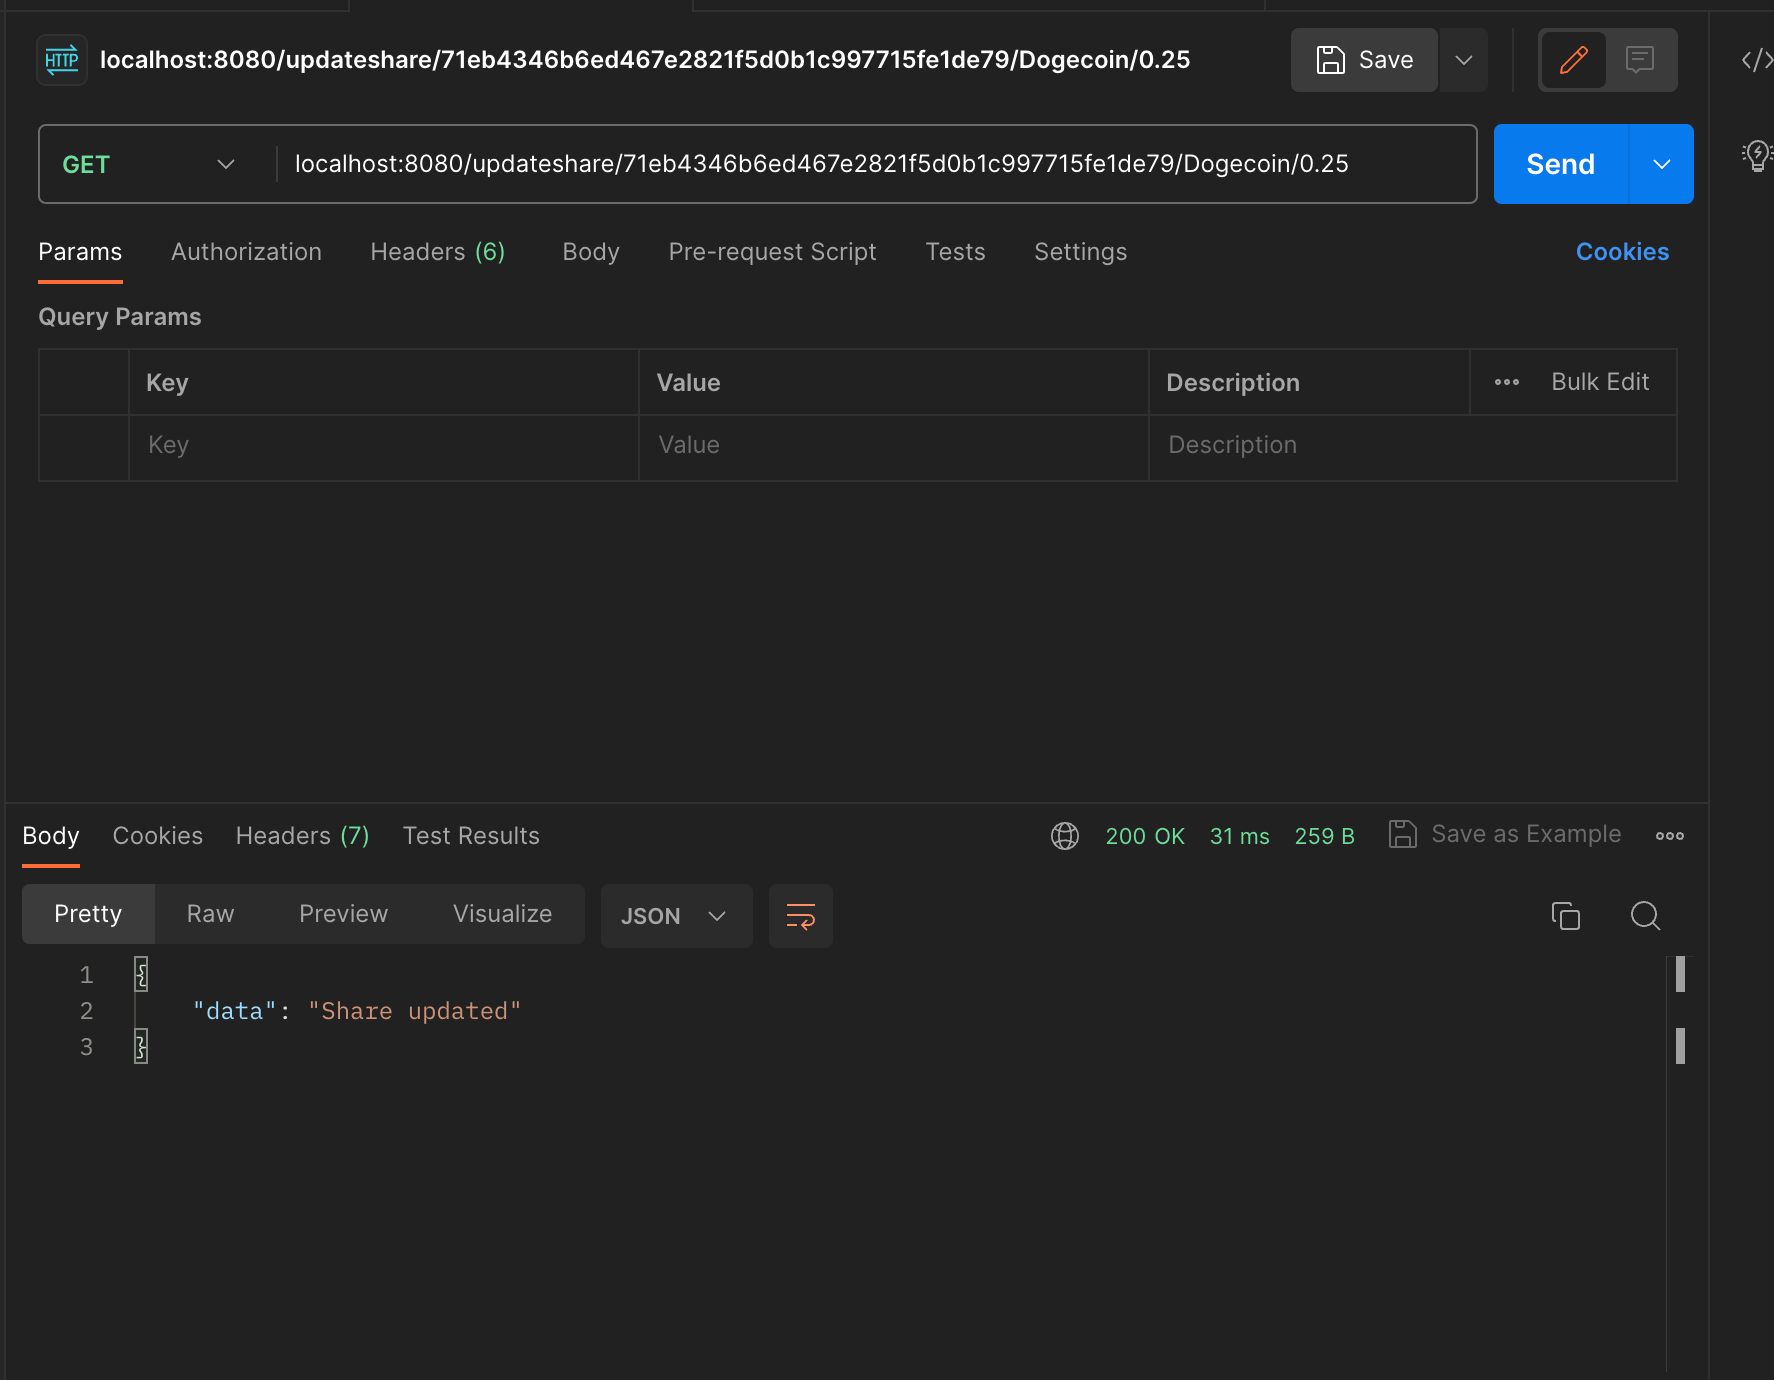 HTTP localhost:8080/updateshare/71eb4346b6ed467e2821f5d0b1c997715fe1de79/Dogecoin/0.25 Save
GET localhost:8080/updateshare/71eb4346b6ed467e2821f5d0b1c997715fe1de79/Dogecoin/0.25 Send
Params Authorization Headers (6) Body Pre-request Script Tests Settings Cookies
Query Params
Key Value Description Bulk Edit
Key Value Description
Body Cookies Headers (7) Test Results 200 OK 31 ms 259 B Save as Example
Pretty Raw Preview Visualize JSON
1 {
2 "data": "Share updated"
3 }